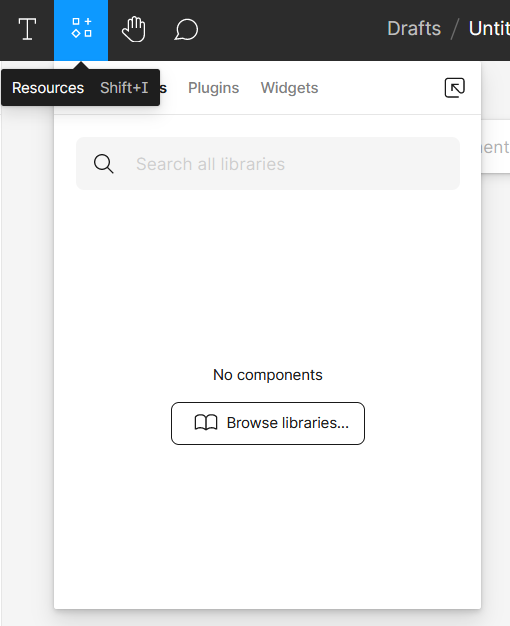 Drafts / Untit
Resources Shift+I
s Plugins Widgets
Search all libraries
nent
No components
Browse libraries...